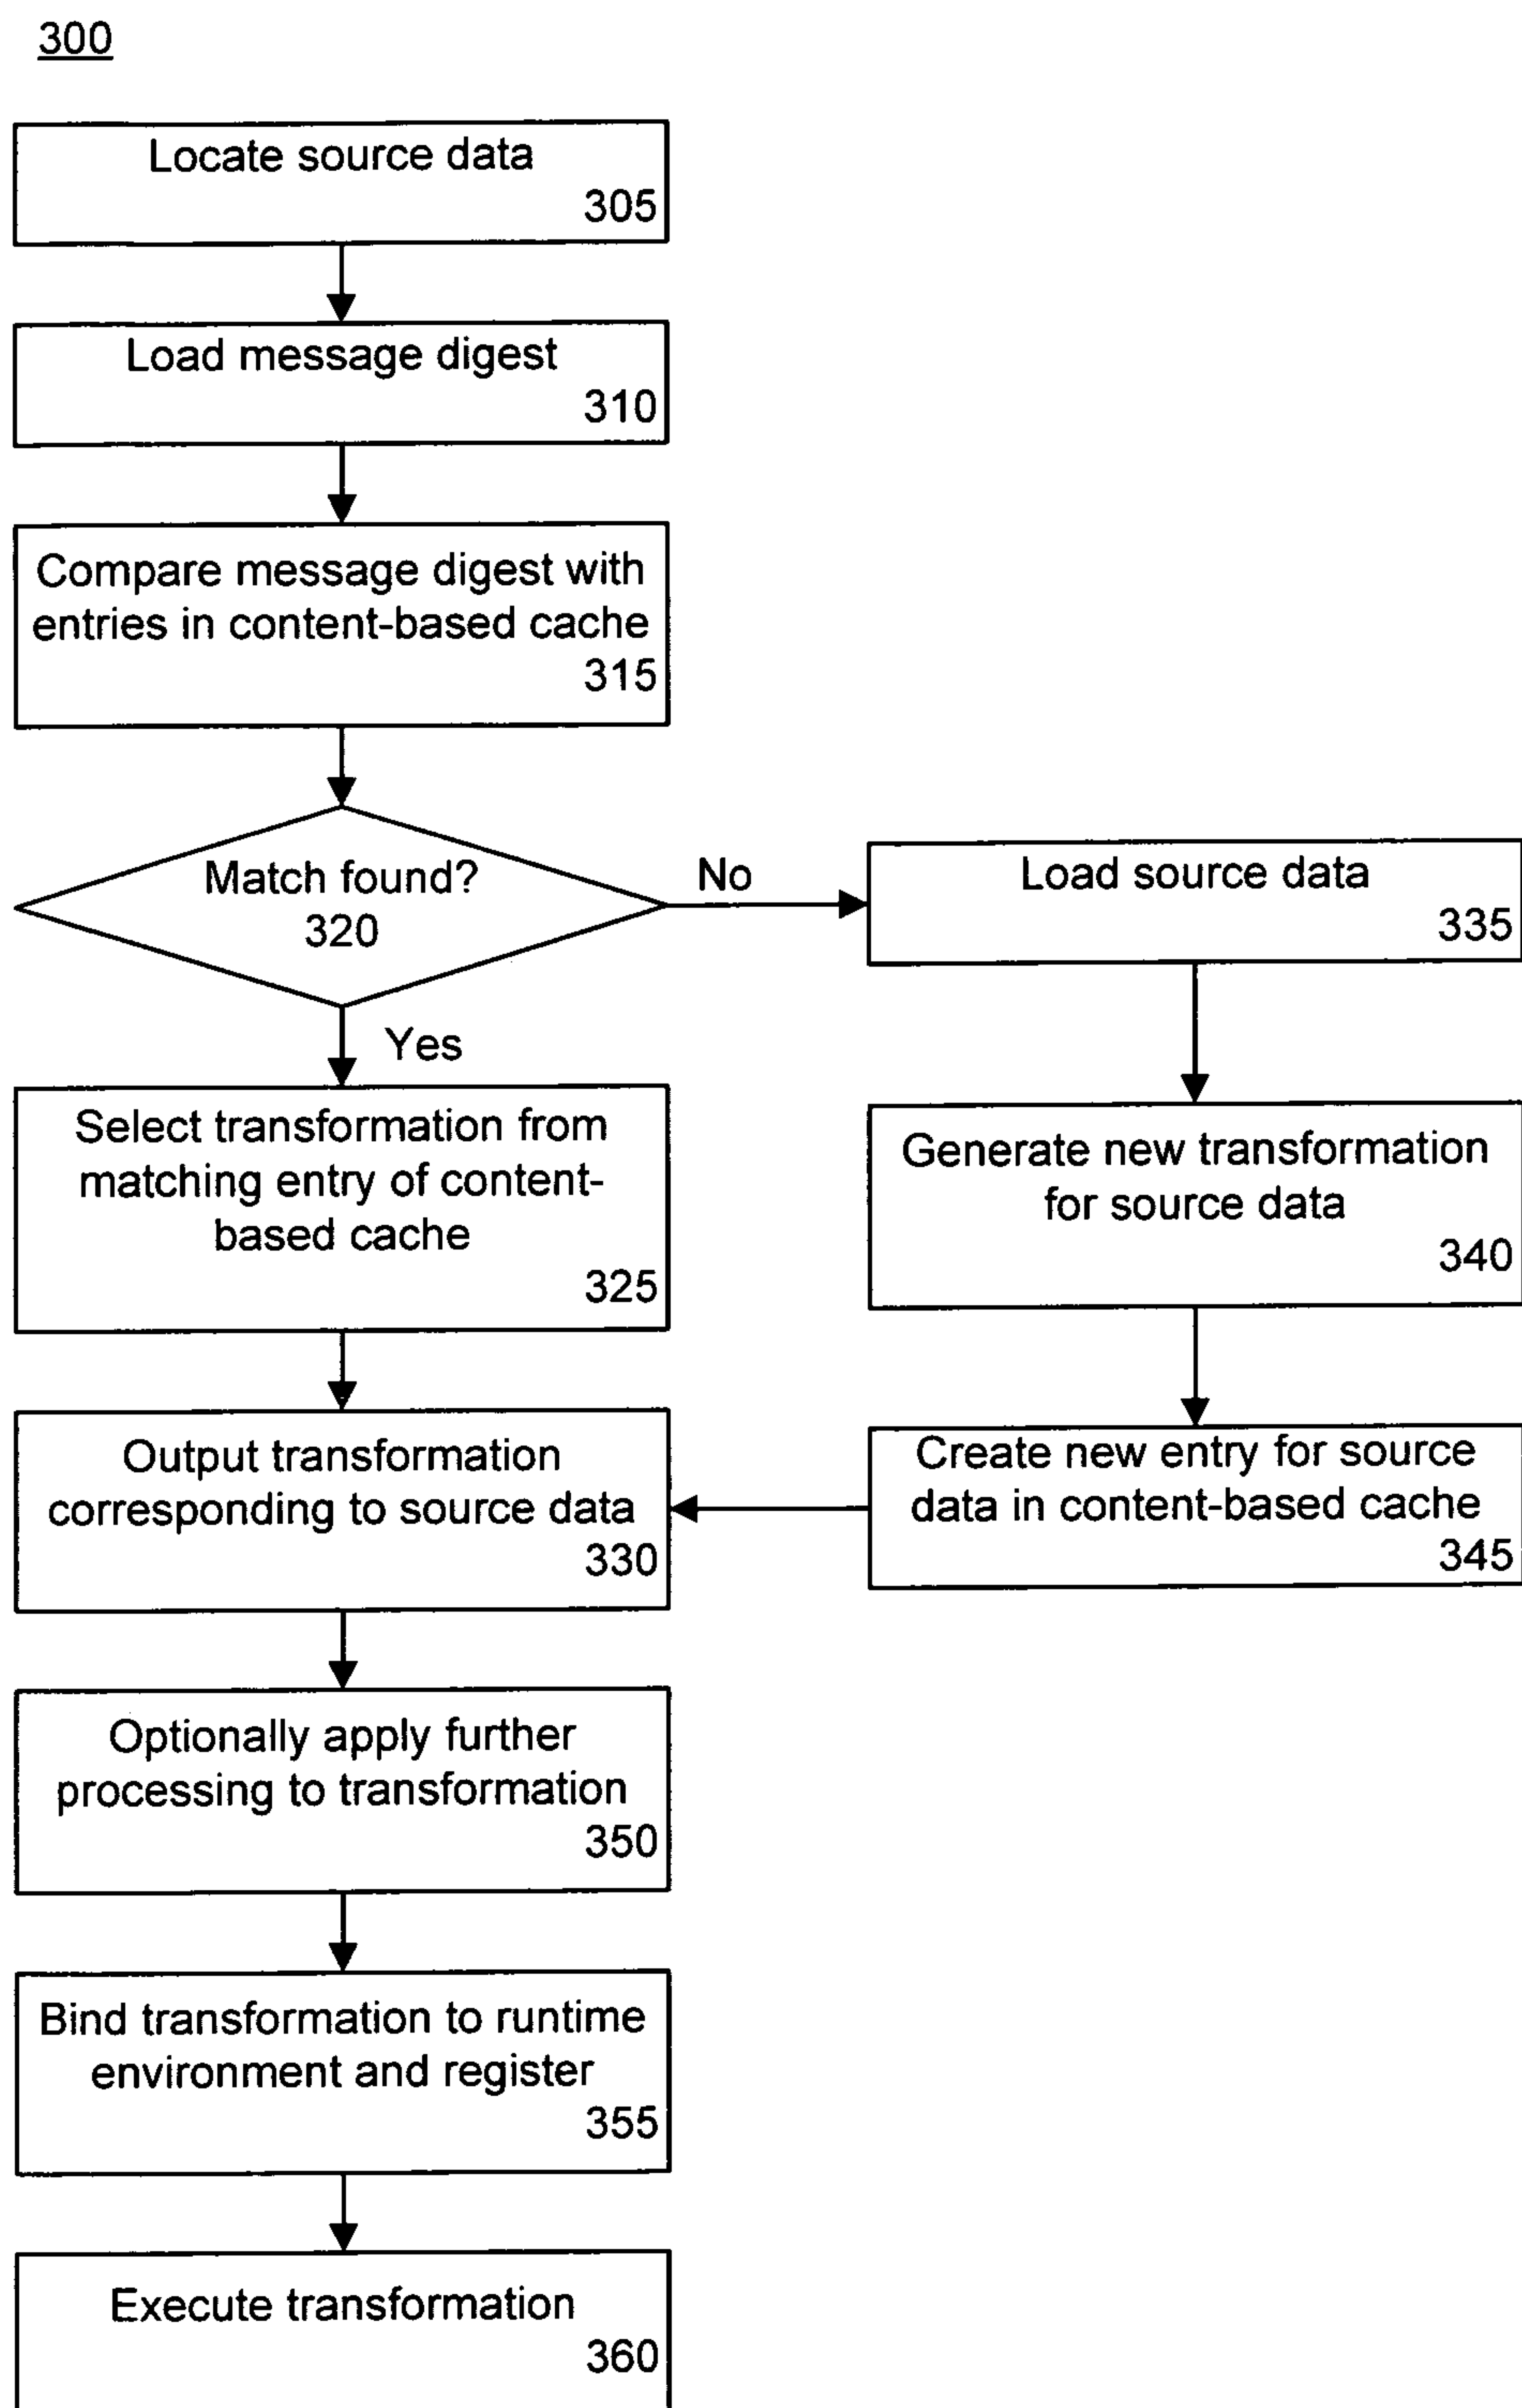 300
Locate source data
305
Load message digest
310
Compare message digest with
entries in content-based cache
315
Match found?
320
No
Yes
Load source data
335
Select transformation from
matching entry of content-
based cache
325
Generate new transformation
for source data
340
Output transformation
corresponding to source data
330
Create new entry for source
data in content-based cache
345
Optionally apply further
processing to transformation
350
Bind transformation to runtime
environment and register
355
Execute transformation
360